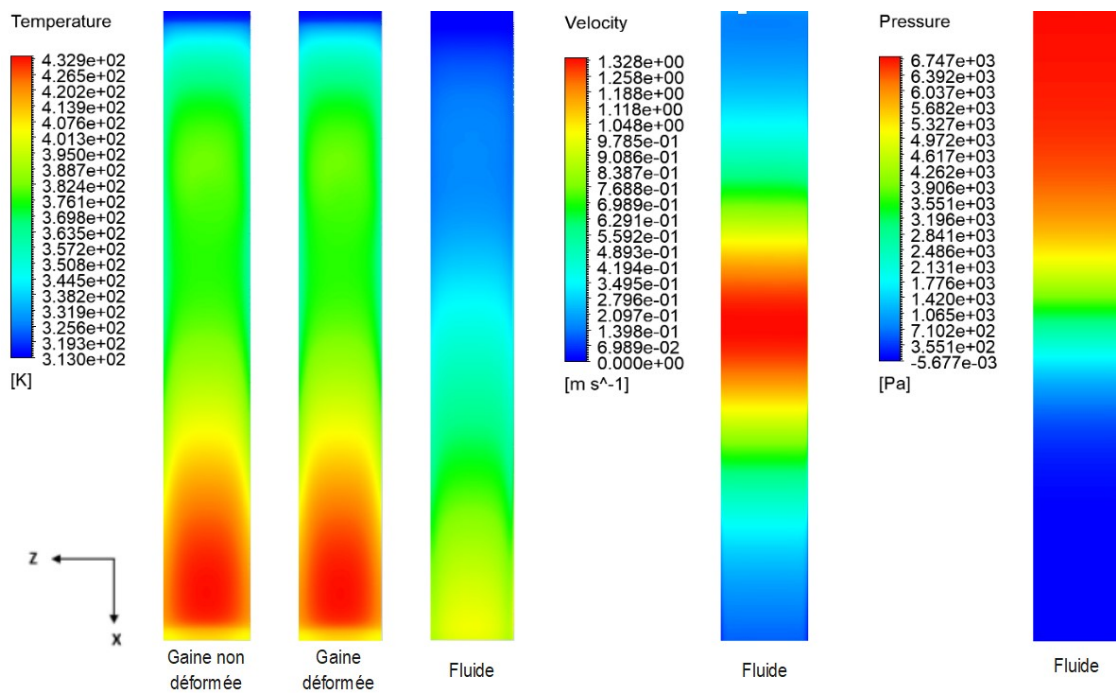 Temperature
4.329e+02
4.265e+02
4.202e+02
4.139e+02
4.076e+02
4.013e+02
3.950e+02
3.887e+02
3.824e+02
3.761e+02
3.698e+02
3.635e+02
3.572e+02
3.508e+02
3.445e+02
3.382e+02
3.319e+02
3.256e+02
3.193e+02
3.130e+02
[K]
Z
X
Gaine non
déformée
Gaine
déformée
Fluide
Velocity
1.328e+00
1.258e+00
1.188e+00
1.118e+00
1.048e+00
9.785e-01
9.086e-01
8.387e-01
7.688e-01
6.989e-01
6.291e-01
5.592e-01
4.893e-01
4.194e-01
3.495e-01
2.796e-01
2.097e-01
1.398e-01
6.989e-02
0.000e+00
[m s^-1]
Fluide
Pressure
6.747e+03
6.392e+03
6.037e+03
5.682e+03
5.327e+03
4.972e+03
4.617e+03
4.262e+03
3.906e+03
3.551e+03
3.196e+03
2.841e+03
2.486e+03
2.131e+03
1.776e+03
1.420e+03
1.065e+03
7.102e+02
3.551e+02
-5.677e-03
[Pa]
Fluide